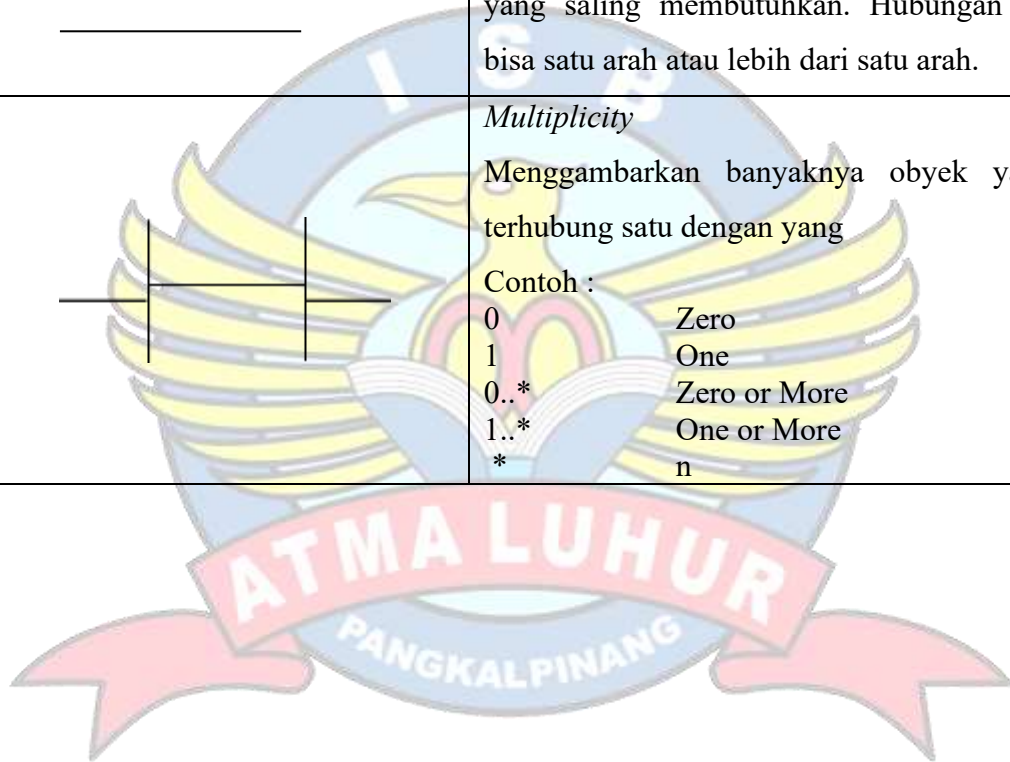 yang saling membutuhkan. Hubungan
bisa satu arah atau lebih dari satu arah.
Multiplicity
Menggambarkan banyaknya obyek
terhubung satu dengan yang
Contoh :
0 Zero
1 One
0..* Zero or More
1..* One or More
* n
I S B
ATMA LUHUR
PANGKALPINANG